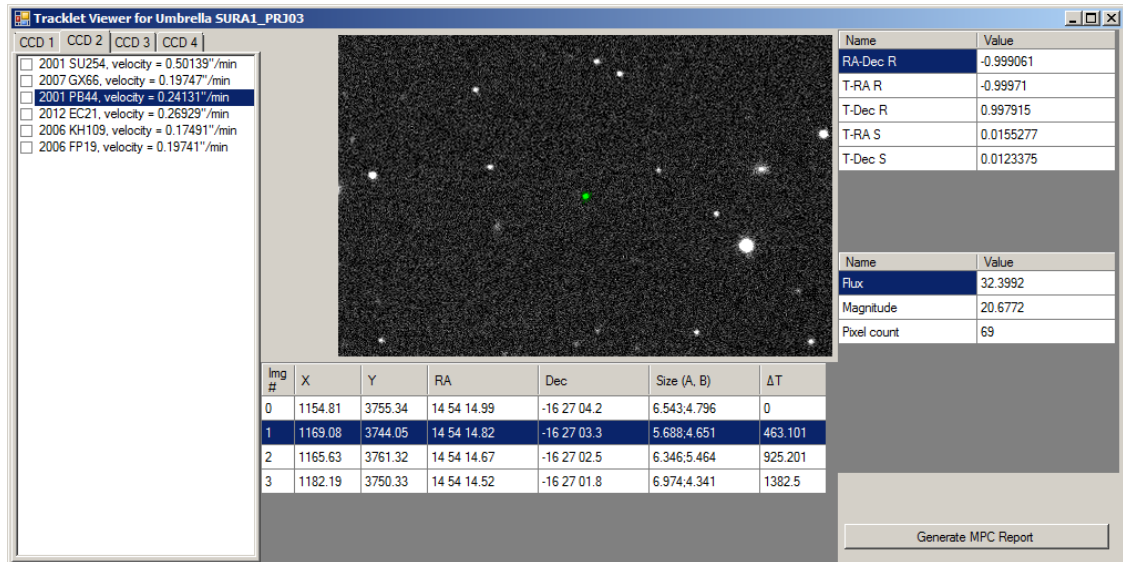 Tracklet Viewer for Umbrella SURA1_PRJ03
CCD 1 CCD 2 CCD 3 CCD 4
2001 SU254, velocity = 0.50139"/min
2007 GX66, velocity = 0.19747"/min
2001 PB44, velocity = 0.24131"/min
2012 EC21, velocity = 0.26929"/min
2006 KH109, velocity = 0.17491"/min
2006 FP19, velocity = 0.19741"/min
Name Value
RA-Dec R -0.999061
T-RA R -0.99971
T-Dec R 0.997915
T-RA S 0.0155277
T-Dec S 0.0123375
Name Value
Flux 32.3992
Magnitude 20.6772
Pixel count 69
Img # X Y RA Dec Size (A, B) ΔT
0 1154.81 3755.34 14 54 14.99 -16 27 04.2 6.543;4.796 0
1 1169.08 3744.05 14 54 14.82 -16 27 03.3 5.688;4.651 463.101
2 1165.63 3761.32 14 54 14.67 -16 27 02.5 6.346;5.464 925.201
3 1182.19 3750.33 14 54 14.52 -16 27 01.8 6.974;4.341 1382.5
Generate MPC Report